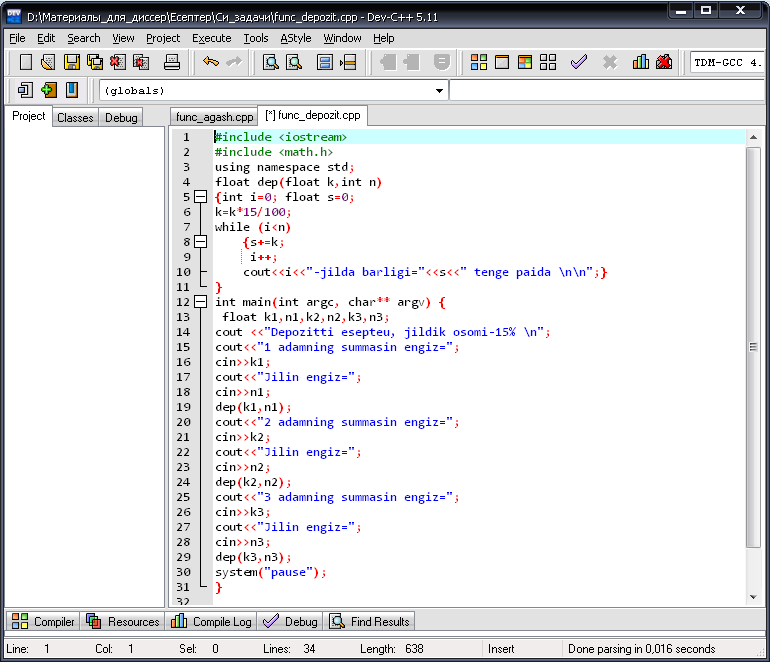 D:\Материалы_для_диссер\Есептер\Си_задачи\func_depozit.cpp - Dev-C++ 5.11
File Edit Search View Project Execute Tools AStyle Window Help
TDM-GCC 4.
(globals)
Project Classes Debug func_agash.cpp [*] func_depozit.cpp
1 #include <iostream>
2 #include <math.h>
3 using namespace std;
4 float dep(float k,int n)
5 {int i=0; float s=0;
6 k=k*15/100;
7 while (i<n)
8 {s+=k;
9 i++;
10 cout<<i<<"-jilda barligi="<<s<<" tenge paida \n\n";}
11 }
12 int main(int argc, char** argv) {
13 float k1,n1,k2,n2,k3,n3;
14 cout <<"Depozitti esepteu, jildik osomi-15% \n";
15 cout<<"1 adamning summasin engiz=";
16 cin>>k1;
17 cout<<"Jilin engiz=";
18 cin>>n1;
19 dep(k1,n1);
20 cout<<"2 adamning summasin engiz=";
21 cin>>k2;
22 cout<<"Jilin engiz=";
23 cin>>n2;
24 dep(k2,n2);
25 cout<<"3 adamning summasin engiz=";
26 cin>>k3;
27 cout<<"Jilin engiz=";
28 cin>>n3;
29 dep(k3,n3);
30 system("pause");
31 }
32
Compiler Resources Compile Log Debug Find Results
Line: 1 Col: 1 Sel: 0 Lines: 34 Length: 638 Insert Done parsing in 0,016 seconds